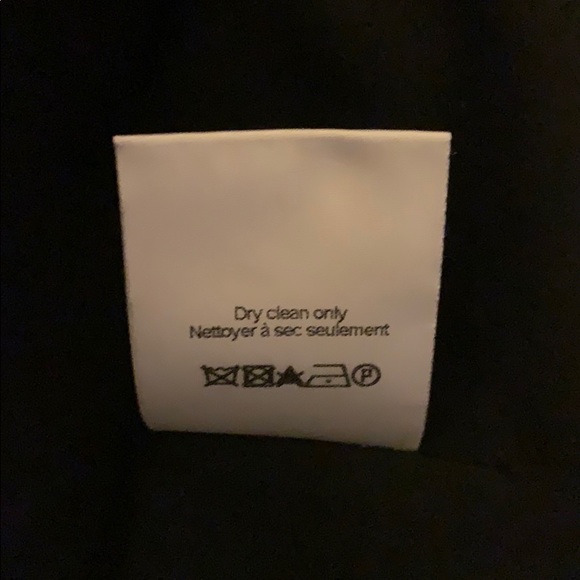 Dry clean only
Nettoyer à sec seulement
P